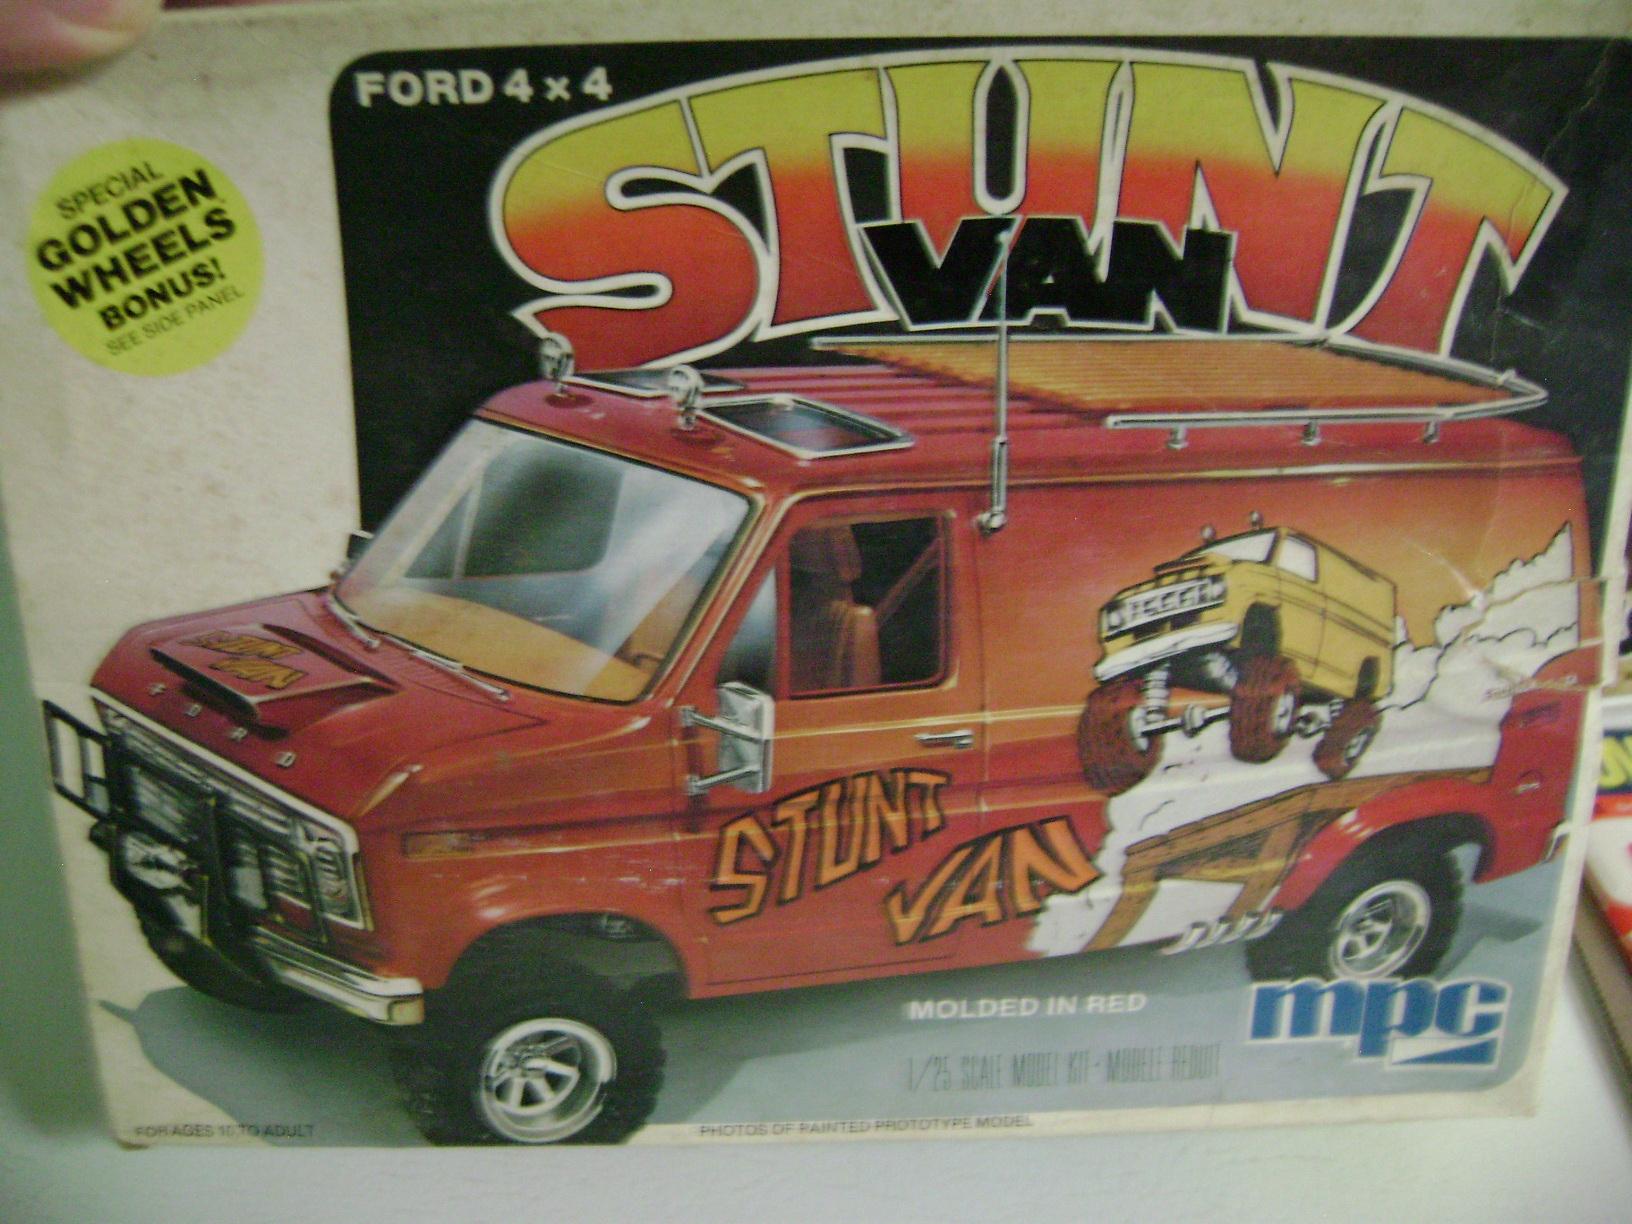 FORD 4 x 4
STUNT
VAN
SPECIAL
GOLDEN
WHEELS
BONUS!
SEE SIDE PANEL
STUNT
VAN
FORD
STUNT
VAN
MOLDED IN RED
mpc
1/25 SCALE MODEL KIT · MODELE REDUIT
FOR AGES 10 TO ADULT
PHOTOS OF PAINTED PROTOTYPE MODEL